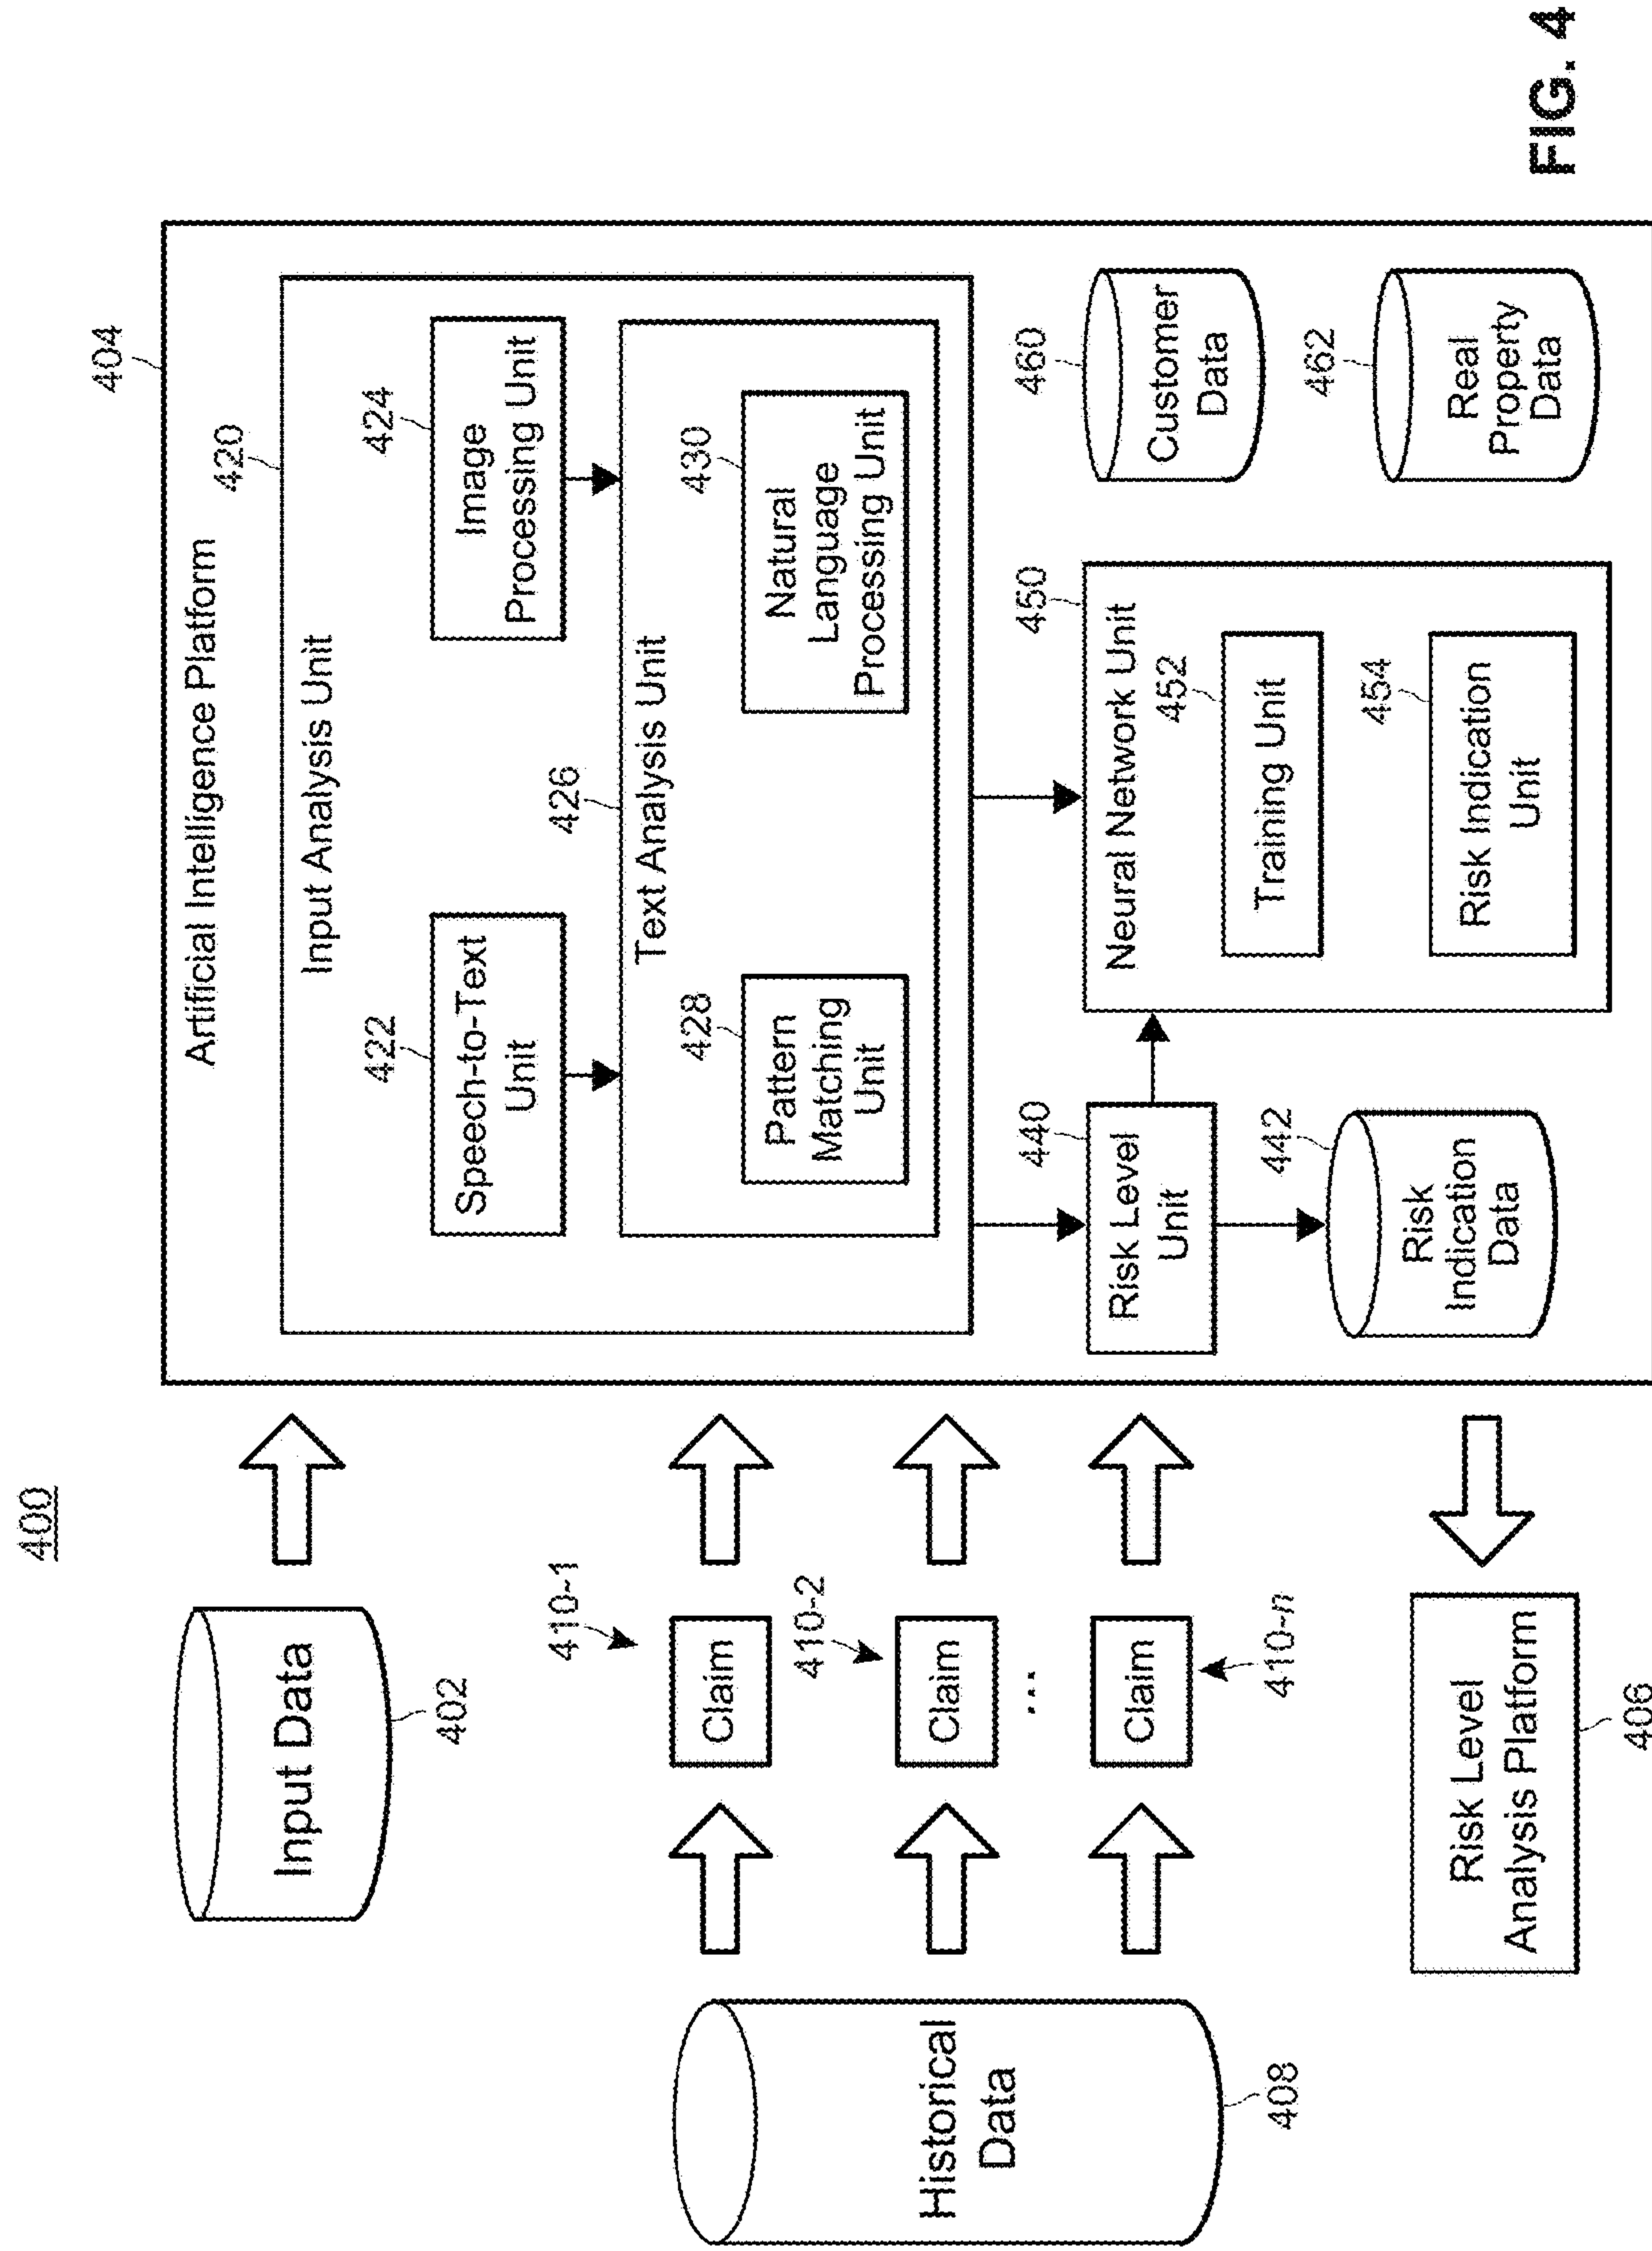 400
Artificial Intelligence Platform
404
Input Data
402
Input Analysis Unit
420
Speech-to-Text
Unit
422
Image
Processing Unit
424
Text Analysis Unit
426
Pattern
Matching
Unit
428
Natural
Language
Processing Unit
430
Historical
Data
408
Claim
410-1
Claim
410-2
...
Claim
410-n
Risk Level
Unit
440
Risk
Indication
Data
442
Neural Network Unit
450
Training Unit
452
Risk Indication
Unit
454
Customer
Data
460
Real
Property
Data
462
Risk Level
Analysis Platform
406
FIG. 4